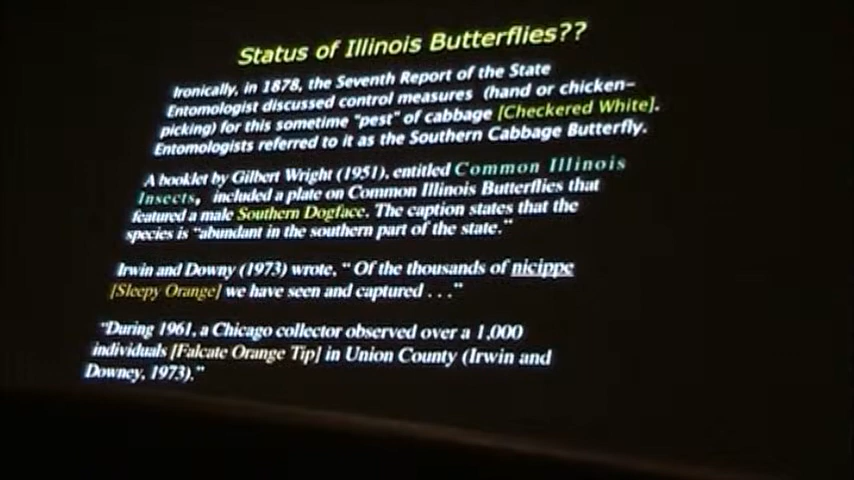 Status of Illinois Butterflies??
Ironically, in 1878, the Seventh Report of the State
Entomologist discussed control measures (hand or chicken-
picking) for this sometime "pest" of cabbage [Checkered White].
Entomologists referred to it as the Southern Cabbage Butterfly.
A booklet by Gilbert Wright (1951), entitled Common Illinois
Insects, included a plate on Common Illinois Butterflies that
featured a male Southern Dogface. The caption states that the
species is "abundant in the southern part of the state."
Irwin and Downy (1973) wrote, " Of the thousands of nicippe
[Sleepy Orange] we have seen and captured . . ."
"During 1961, a Chicago collector observed over a 1,000
individuals [Falcate Orange Tip] in Union County (Irwin and
Downey, 1973)."